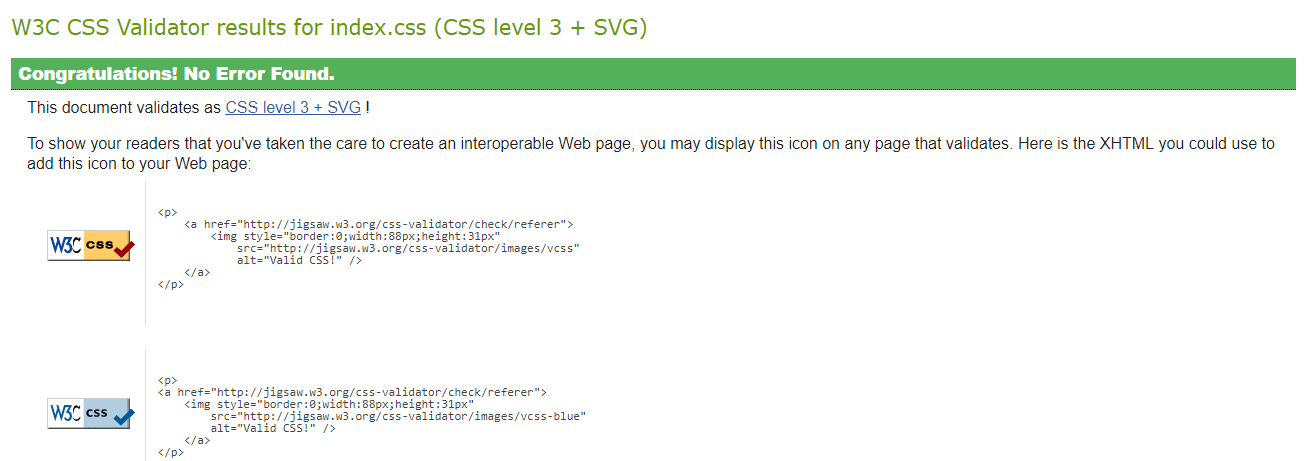 W3C CSS Validator results for index.css (CSS level 3 + SVG)
Congratulations! No Error Found.
This document validates as CSS level 3 + SVG !
To show your readers that you've taken the care to create an interoperable Web page, you may display this icon on any page that validates. Here is the XHTML you could use to
add this icon to your Web page:
W3C css
<p>
<a href="http://jigsaw.w3.org/css-validator/check/referer">
<img style="border:0;width:88px;height:31px"
src="http://jigsaw.w3.org/css-validator/images/vcss"
alt="Valid CSS!" />
</a>
</p>
W3C css
<p>
<a href="http://jigsaw.w3.org/css-validator/check/referer">
<img style="border:0;width:88px;height:31px"
src="http://jigsaw.w3.org/css-validator/images/vcss-blue"
alt="Valid CSS!" />
</a>
</p>